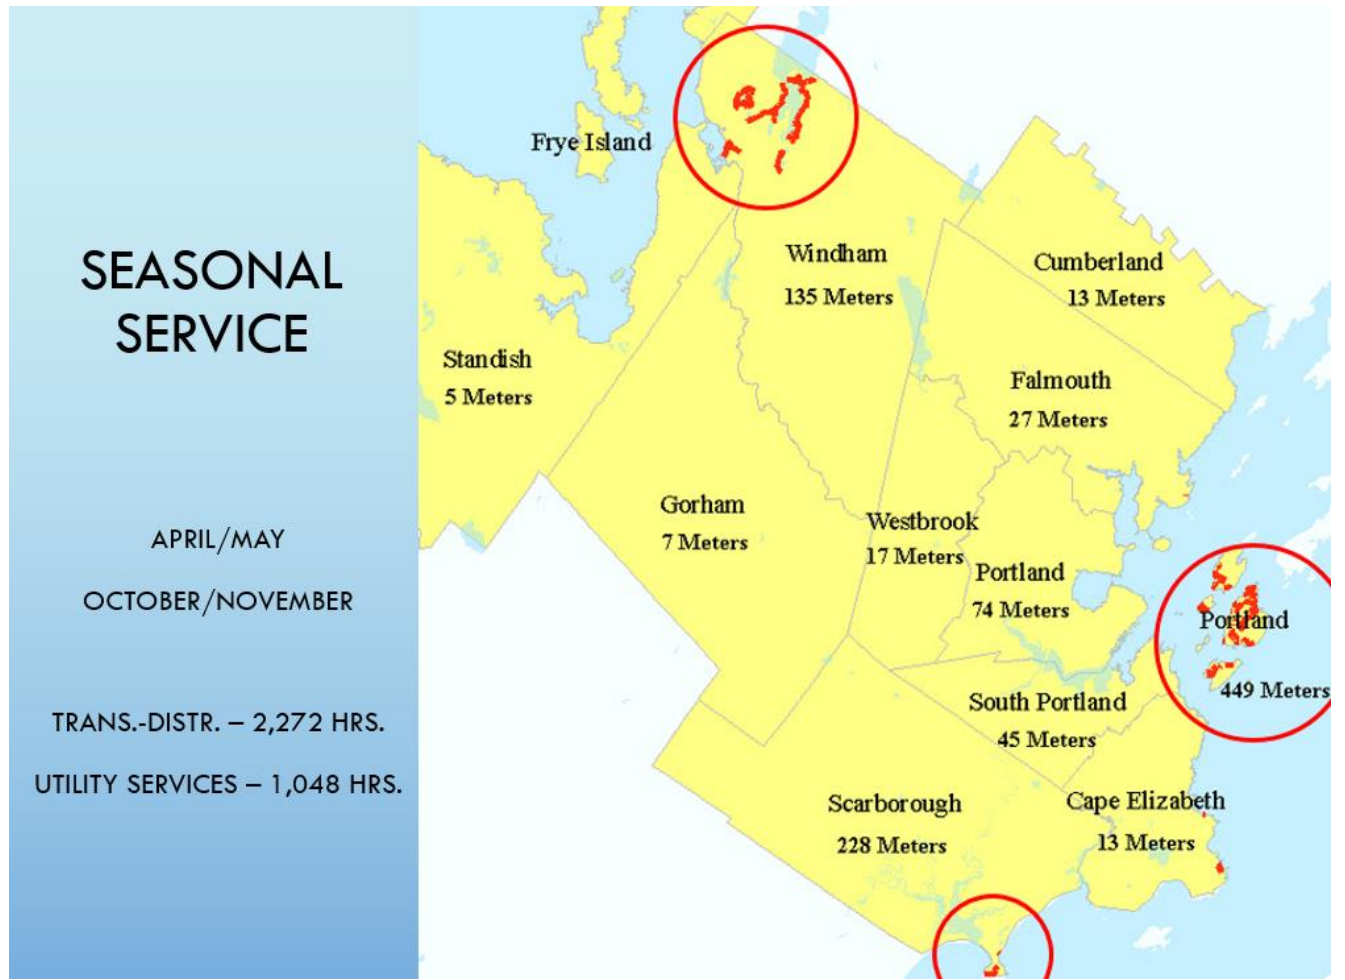 SEASONAL
SERVICE
APRIL/MAY
OCTOBER/NOVEMBER
TRANS.-DISTR. – 2,272 HRS.
UTILITY SERVICES – 1,048 HRS.
Frye Island
Windham
135 Meters
Cumberland
13 Meters
Standish
5 Meters
Falmouth
27 Meters
Gorham
7 Meters
Westbrook
17 Meters
Portland
74 Meters
Portland
449 Meters
South Portland
45 Meters
Scarborough
228 Meters
Cape Elizabeth
13 Meters